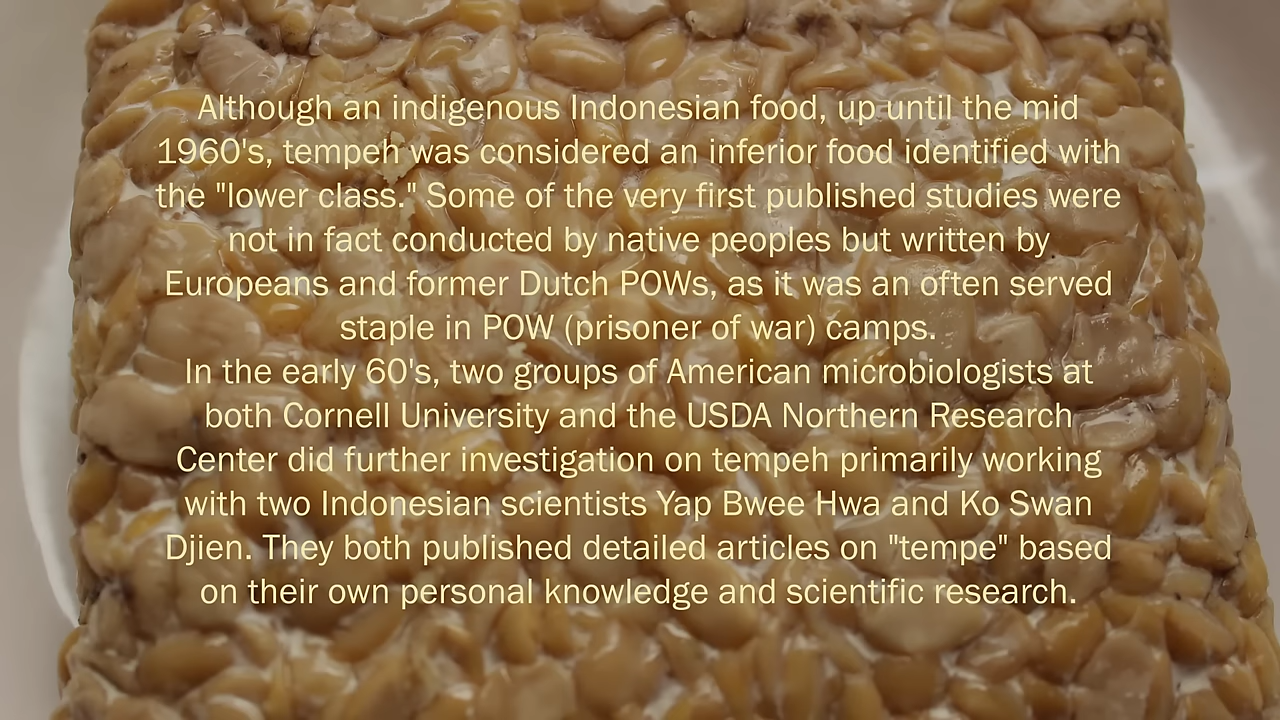 Although an indigenous Indonesian food, up until the mid
1960's, tempeh was considered an inferior food identified with
the "lower class." Some of the very first published studies were
not in fact conducted by native peoples but written by
Europeans and former Dutch POWs, as it was an often served
staple in POW (prisoner of war) camps.
In the early 60's, two groups of American microbiologists at
both Cornell University and the USDA Northern Research
Center did further investigation on tempeh primarily working
with two Indonesian scientists Yap Bwee Hwa and Ko Swan
Djien. They both published detailed articles on "tempe" based
on their own personal knowledge and scientific research.